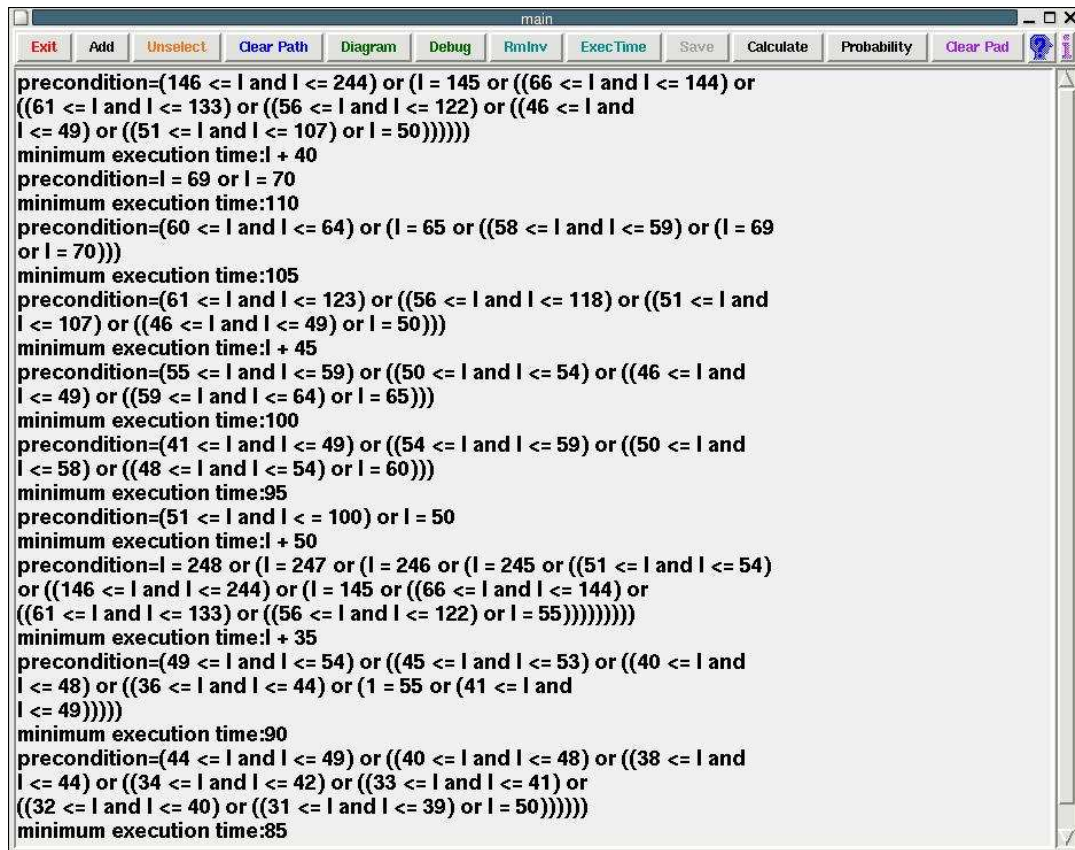 main
Exit Add Unselect Clear Path Diagram Debug RmInv ExecTime Save Calculate Probability Clear Pad ? i
precondition=(146 <= l and l <= 244) or (l = 145 or ((66 <= l and l <= 144) or
((61 <= l and l <= 133) or ((56 <= l and l <= 122) or ((46 <= l and
l <= 49) or ((51 <= l and l <= 107) or l = 50))))))
minimum execution time:l + 40
precondition=l = 69 or l = 70
minimum execution time:110
precondition=(60 <= l and l <= 64) or (l = 65 or ((58 <= l and l <= 59) or (l = 69
or l = 70)))
minimum execution time:105
precondition=(61 <= l and l <= 123) or ((56 <= l and l <= 118) or ((51 <= l and
l <= 107) or ((46 <= l and l <= 49) or l = 50)))
minimum execution time:l + 45
precondition=(55 <= l and l <= 59) or ((50 <= l and l <= 54) or ((46 <= l and
l <= 49) or ((59 <= l and l <= 64) or l = 65)))
minimum execution time:100
precondition=(41 <= l and l <= 49) or ((54 <= l and l <= 59) or ((50 <= l and
l <= 58) or ((48 <= l and l <= 54) or l = 60)))
minimum execution time:95
precondition=(51 <= l and l < = 100) or l = 50
minimum execution time:l + 50
precondition=l = 248 or (l = 247 or (l = 246 or (l = 245 or ((51 <= l and l <= 54)
or ((146 <= l and l <= 244) or (l = 145 or ((66 <= l and l <= 144) or
((61 <= l and l <= 133) or ((56 <= l and l <= 122) or l = 55)))))))))
minimum execution time:l + 35
precondition=(49 <= l and l <= 54) or ((45 <= l and l <= 53) or ((40 <= l and
l <= 48) or ((36 <= l and l <= 44) or (1 = 55 or (41 <= l and
l <= 49)))))
minimum execution time:90
precondition=(44 <= l and l <= 49) or ((40 <= l and l <= 48) or ((38 <= l and
l <= 44) or ((34 <= l and l <= 42) or ((33 <= l and l <= 41) or
((32 <= l and l <= 40) or ((31 <= l and l <= 39) or l = 50))))))
minimum execution time:85